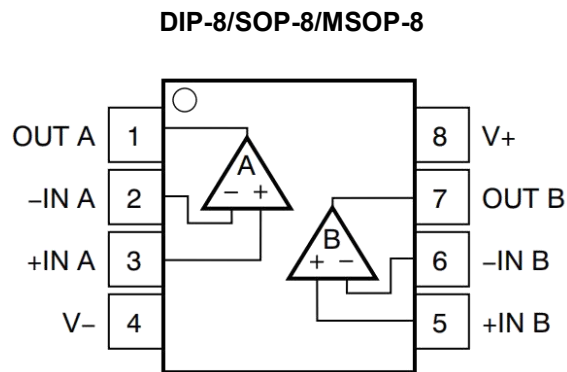 DIP-8/SOP-8/MSOP-8
OUT A 1 8 V+
A
–IN A 2 – + 7 OUT B
B
+IN A 3 + – 6 –IN B
V– 4 5 +IN B